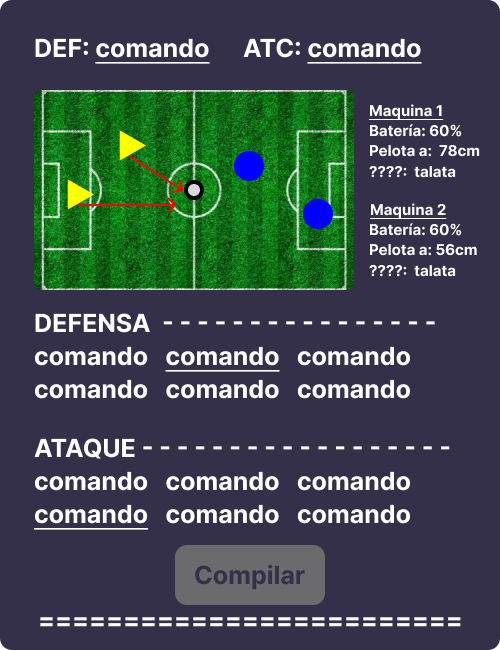 DEF: comando ATC: comando
Maquina 1
Batería: 60%
Pelota a: 78cm
????: talata
Maquina 2
Batería: 60%
Pelota a: 56cm
????: talata
DEFENSA - - - - - - - - - - - - - - - -
comando comando comando
comando comando comando
ATAQUE - - - - - - - - - - - - - - - - - -
comando comando comando
comando comando comando
Compilar
==========================